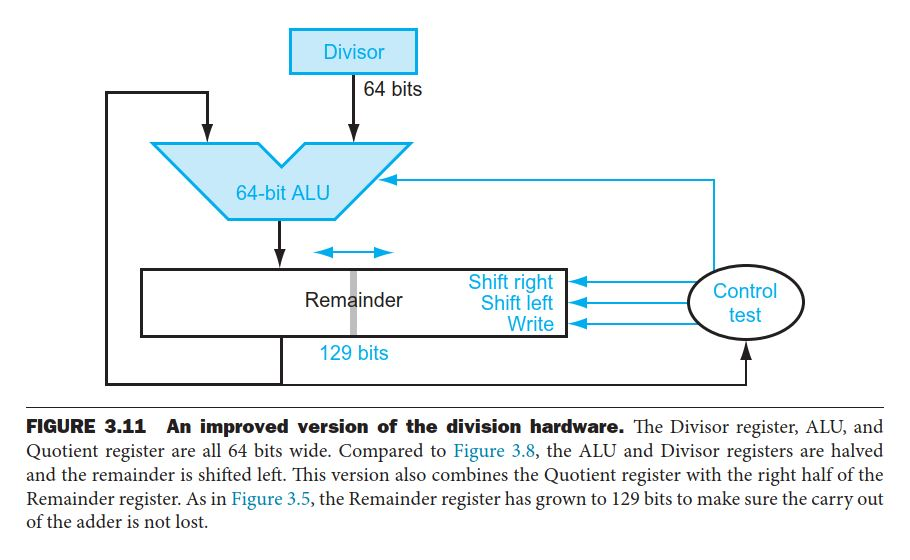 Divisor
64 bits
64-bit ALU
Remainder
Shift right
Shift left
Write
Control
test
129 bits
FIGURE 3.11 An improved version of the division hardware. The Divisor register, ALU, and
Quotient register are all 64 bits wide. Compared to Figure 3.8, the ALU and Divisor registers are halved
and the remainder is shifted left. This version also combines the Quotient register with the right half of the
Remainder register. As in Figure 3.5, the Remainder register has grown to 129 bits to make sure the carry out
of the adder is not lost.